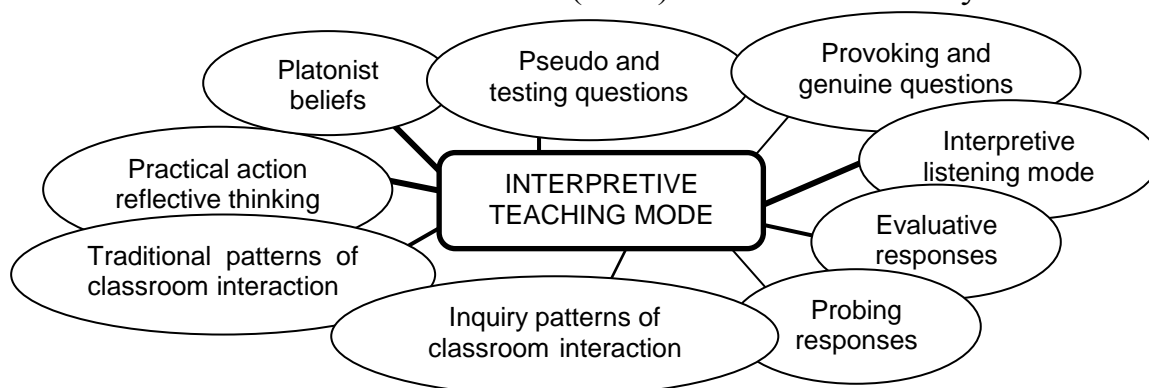 Platonist
beliefs
Pseudo and
testing questions
Provoking and
genuine questions
Interpretive
listening mode
Practical action
reflective thinking
INTERPRETIVE
TEACHING MODE
Evaluative
responses
Traditional patterns of
classroom interaction
Inquiry patterns of
classroom interaction
Probing
responses